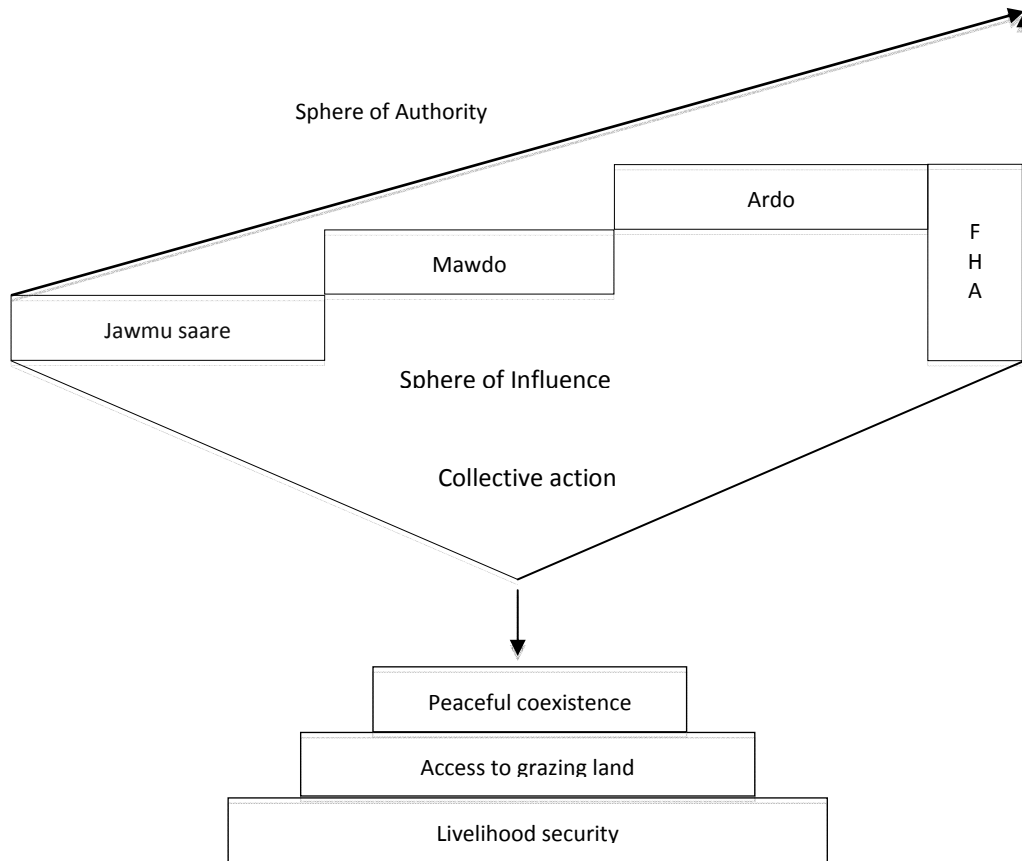 Sphere of Authority
Ardo
F
H
A
Mawdo
Jawmu saare
Sphere of Influence
Collective action
Peaceful coexistence
Access to grazing land
Livelihood security